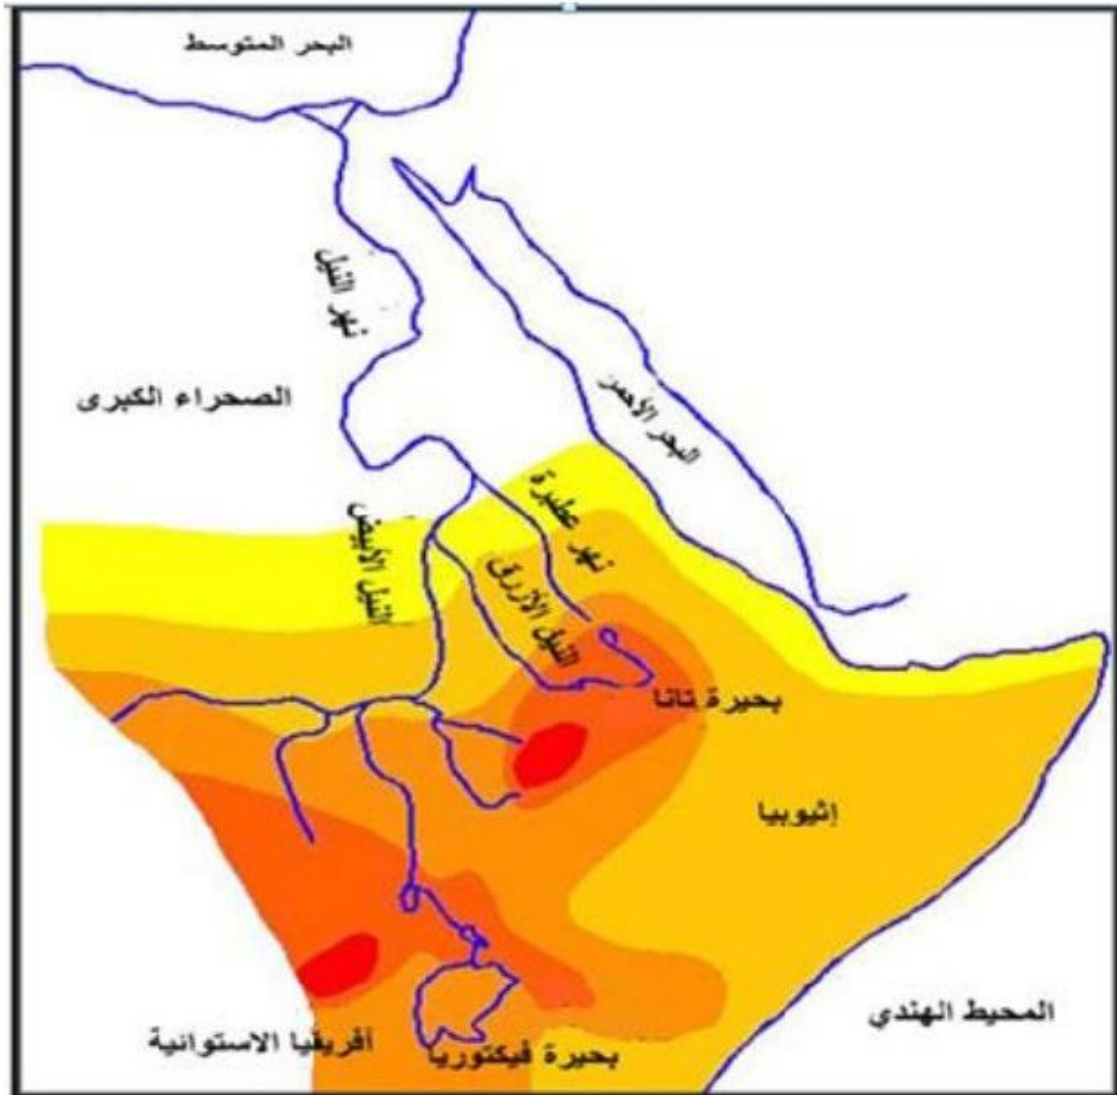 البحر المتوسط
نهر النيل
الصحراء الكبرى
البحر الأحمر
نهر عطبرة
النيل الأبيض
النيل الأزرق
بحيرة تانا
إثيوبيا
المحيط الهندي
أفريقيا الاستوائية
بحيرة فيكتوريا